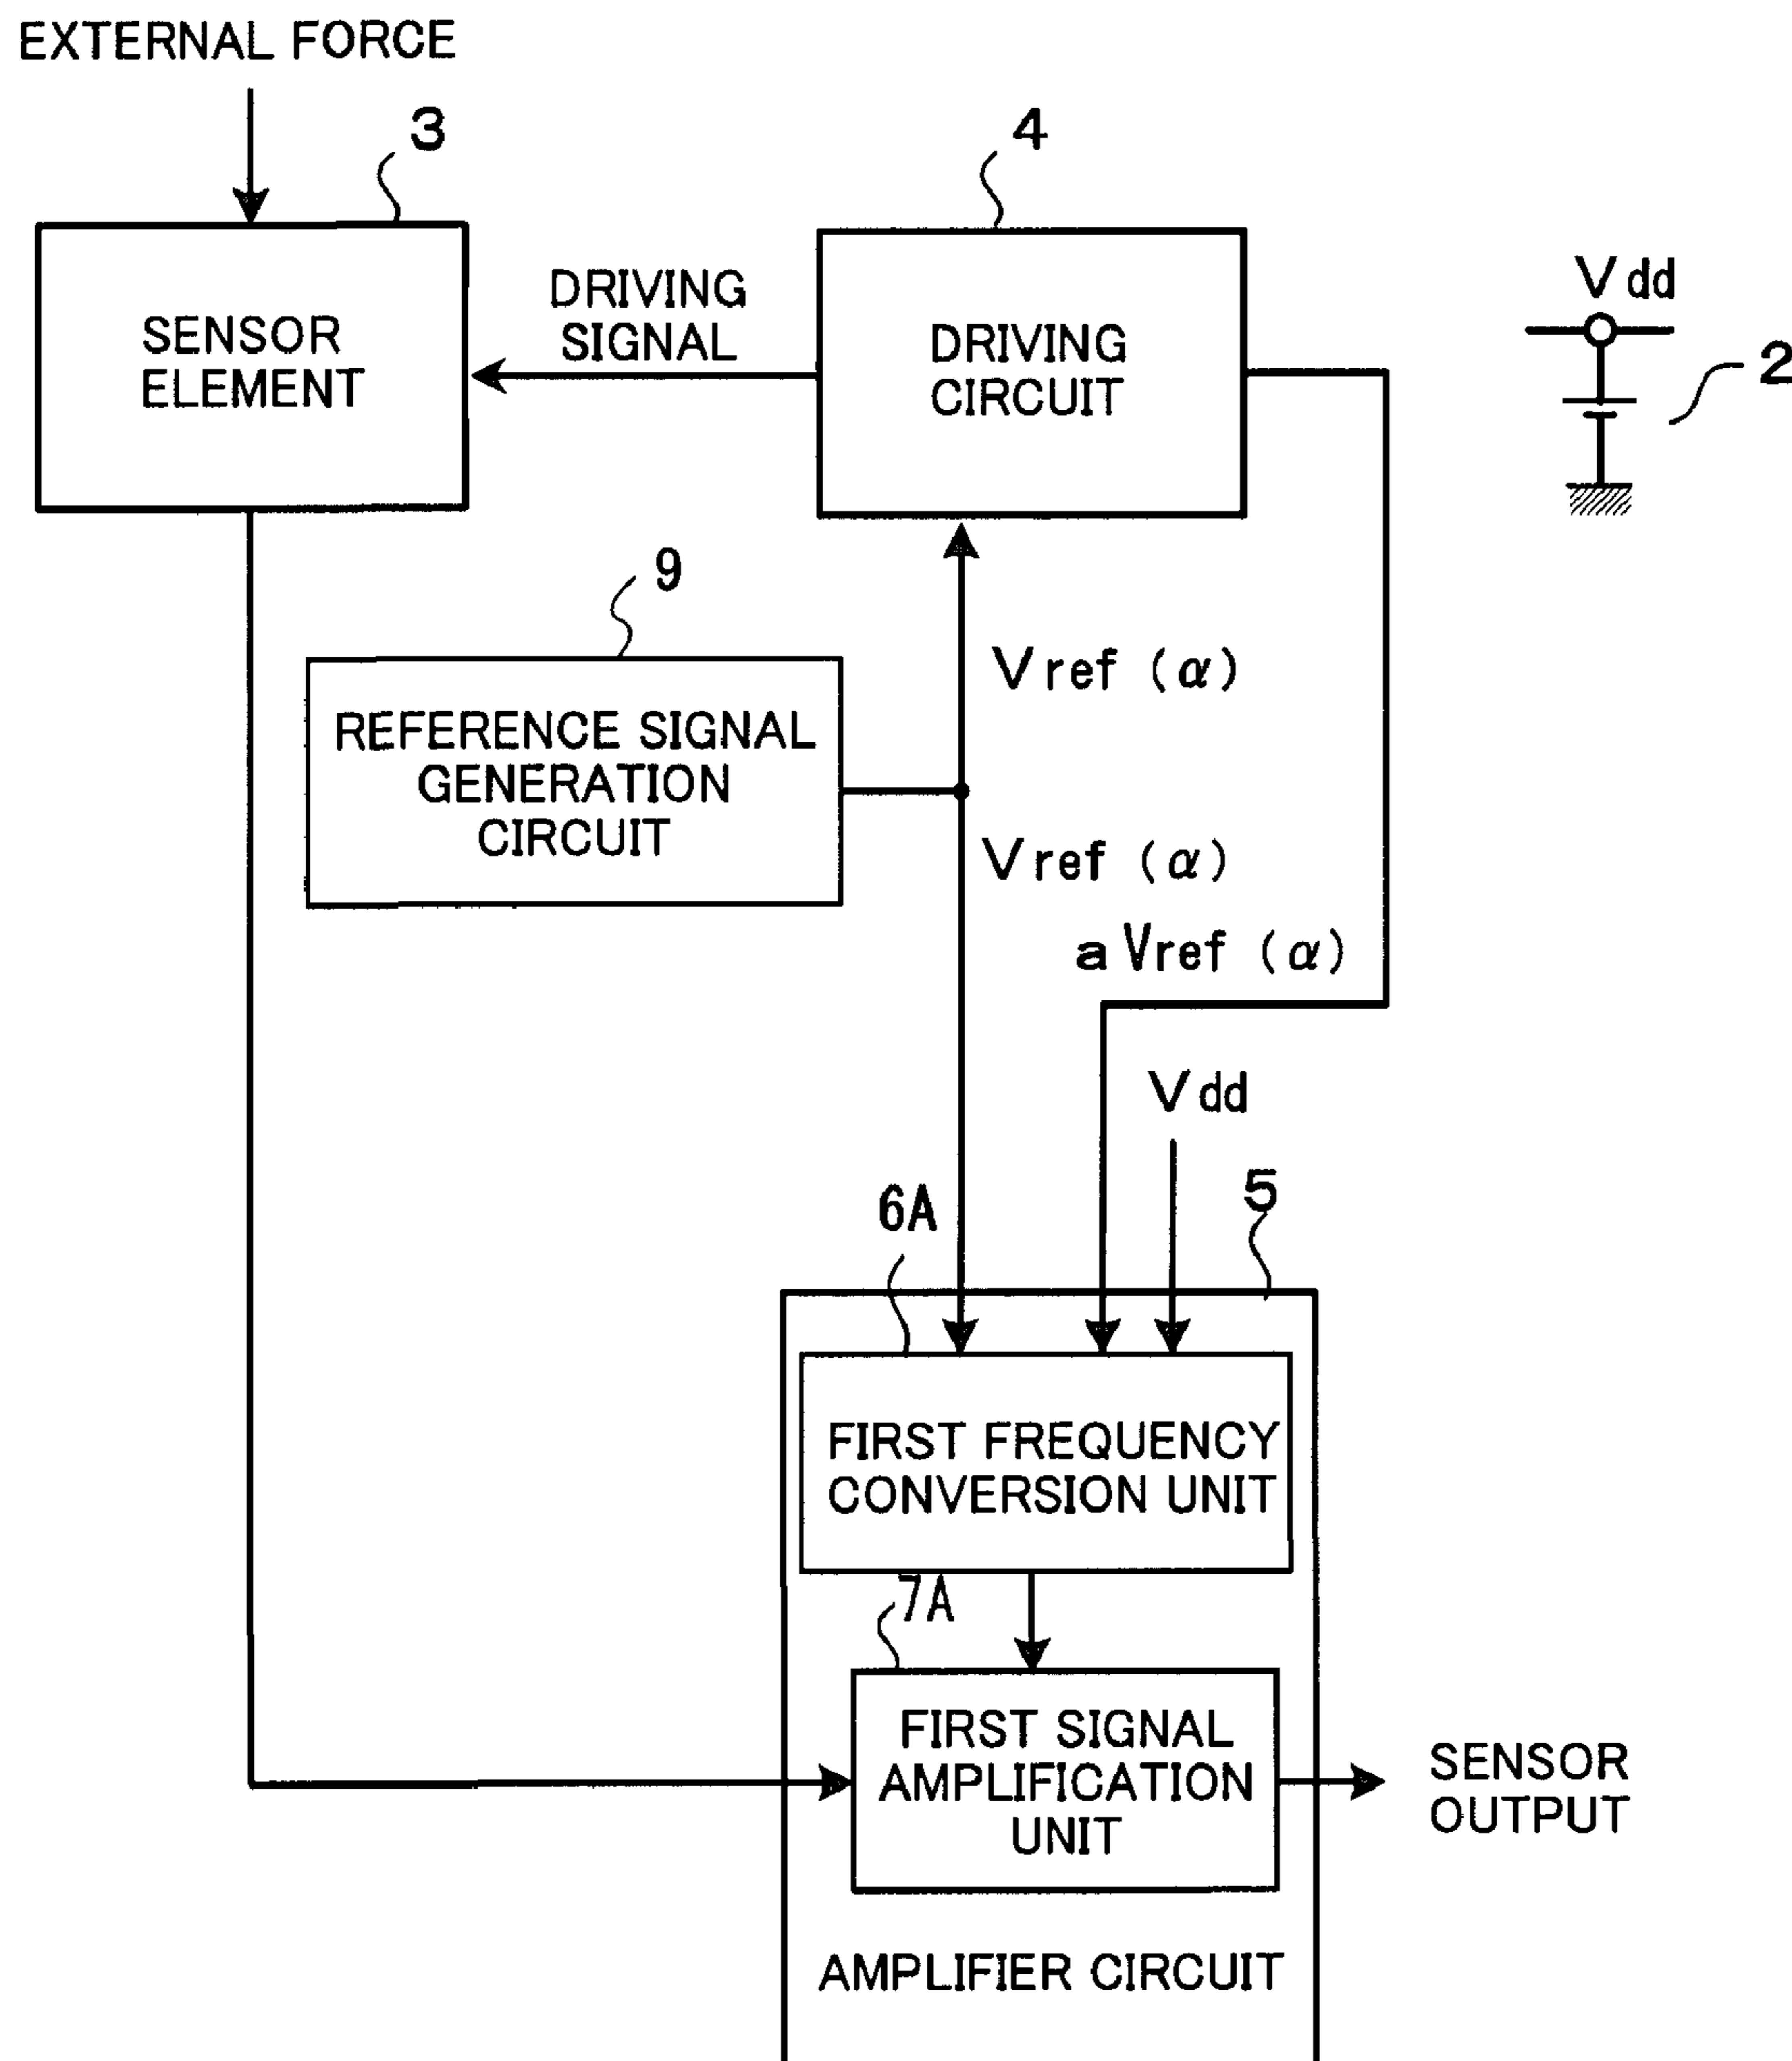 EXTERNAL FORCE
3
4
SENSOR
ELEMENT
DRIVING
SIGNAL
DRIVING
CIRCUIT
Vdd
2
9
REFERENCE SIGNAL
GENERATION
CIRCUIT
Vref (α)
Vref (α)
a Vref (α)
Vdd
6A
5
FIRST FREQUENCY
CONVERSION UNIT
7A
FIRST SIGNAL
AMPLIFICATION
UNIT
SENSOR
OUTPUT
AMPLIFIER CIRCUIT